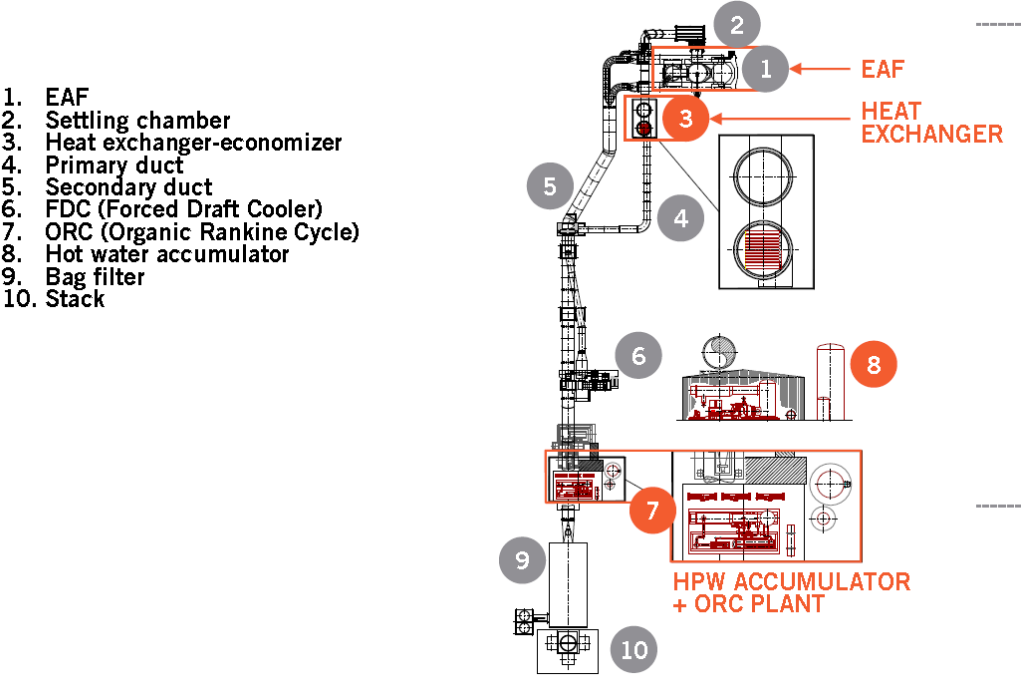 1. EAF
2. Settling chamber
3. Heat exchanger-economizer
4. Primary duct
5. Secondary duct
6. FDC (Forced Draft Cooler)
7. ORC (Organic Rankine Cycle)
8. Hot water accumulator
9. Bag filter
10. Stack
2
1
EAF
3
HEAT
EXCHANGER
5
4
6
8
7
9
HPW ACCUMULATOR
+ ORC PLANT
10